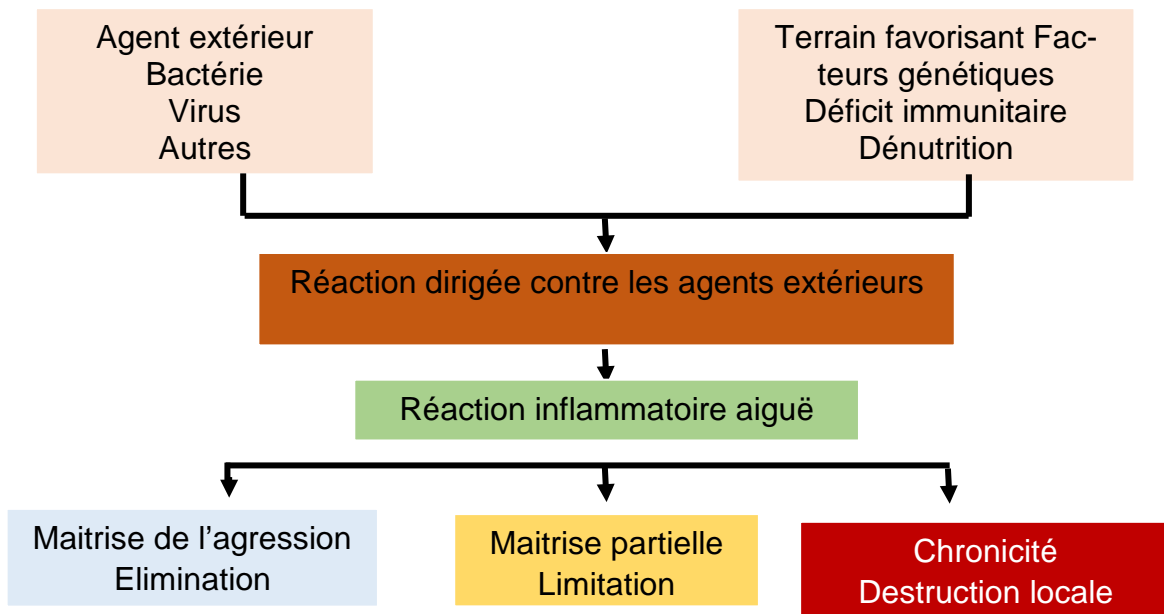 Agent extérieur
Bactérie
Virus
Autres
Terrain favorisant Fac-
teurs génétiques
Déficit immunitaire
Dénutrition
Réaction dirigée contre les agents extérieurs
Réaction inflammatoire aiguë
Maitrise de l’agression
Elimination
Maitrise partielle
Limitation
Chronicité
Destruction locale